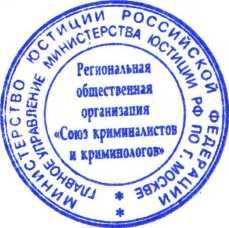 МИНИСТЕРСТВО ЮСТИЦИИ РОССИЙСКОЙ ФЕДЕРАЦИИ
ГЛАВНОЕ УПРАВЛЕНИЕ МИНИСТЕРСТВА ЮСТИЦИИ РФ ПО Г. МОСКВЕ
Региональная
общественная
организация
«Союз криминалистов
и криминологов»
* *